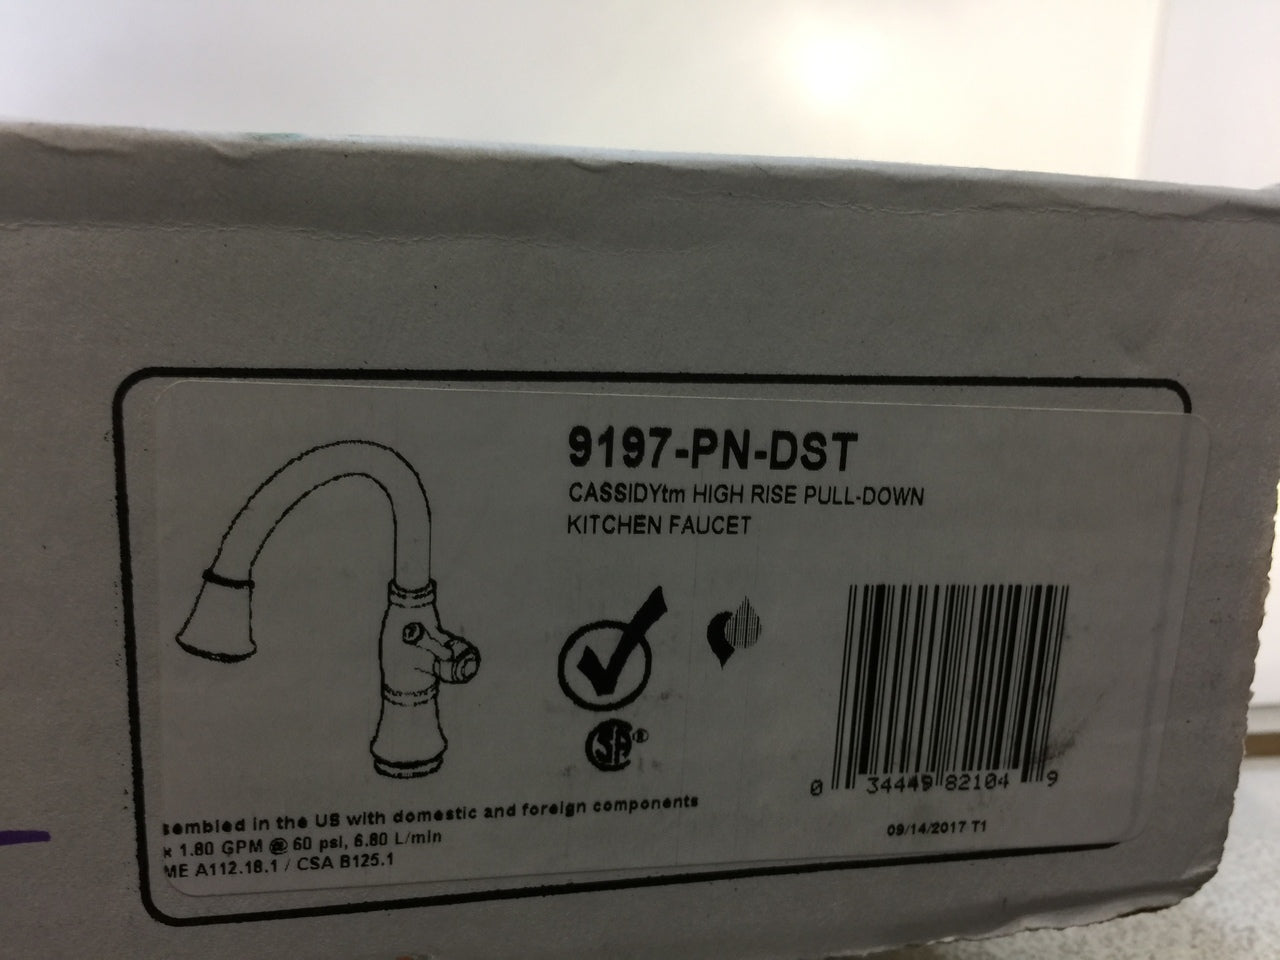 9197-PN-DST
CASSIDYtm HIGH RISE PULL-DOWN
KITCHEN FAUCET
SA®
0 34449 82104 9
09/14/2017 T1
sembled in the US with domestic and foreign components
x 1.80 GPM @ 60 psi, 6.80 L/min
ME A112.18.1 / CSA B125.1